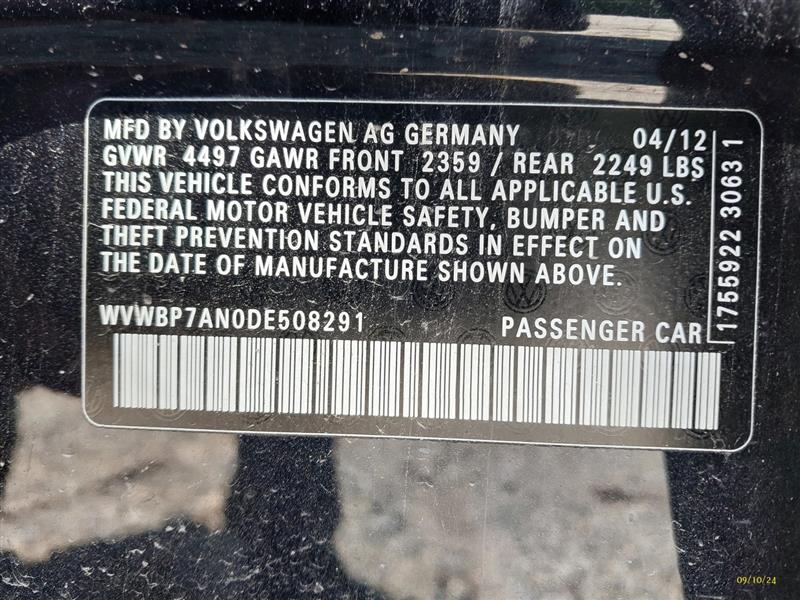 MFD BY VOLKSWAGEN AG GERMANY 04/12
GVWR 4497 GAWR FRONT 2359 / REAR 2249 LBS
THIS VEHICLE CONFORMS TO ALL APPLICABLE U.S.
FEDERAL MOTOR VEHICLE SAFETY, BUMPER AND
THEFT PREVENTION STANDARDS IN EFFECT ON
THE DATE OF MANUFACTURE SHOWN ABOVE.
WVWBP7AN0DE508291 PASSENGER CAR
1755922 3063 1
09/10/24